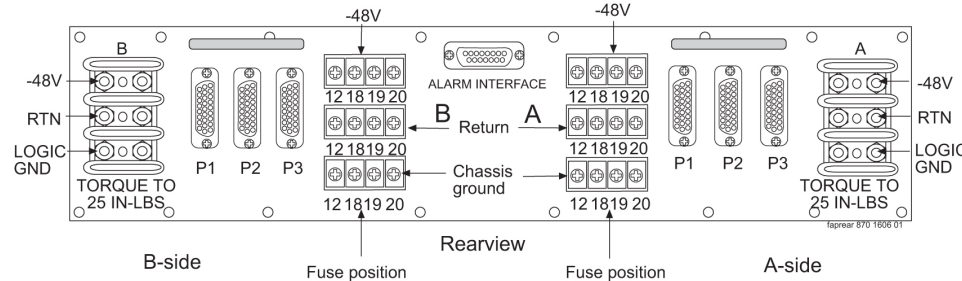 -48V
-48V
B
A
-48V
ALARM INTERFACE
-48V
12 18 19 20
12 18 19 20
B
A
RTN
Return
RTN
12 18 19 20
12 18 19 20
LOGIC
GND
P1
P2
P3
Chassis
ground
P1
P2
P3
LOGIC
GND
TORQUE TO
25 IN-LBS
12 18 19 20
12 18 19 20
TORQUE TO
25 IN-LBS
faprear 870 1606 01
Rearview
B-side
A-side
Fuse position
Fuse position